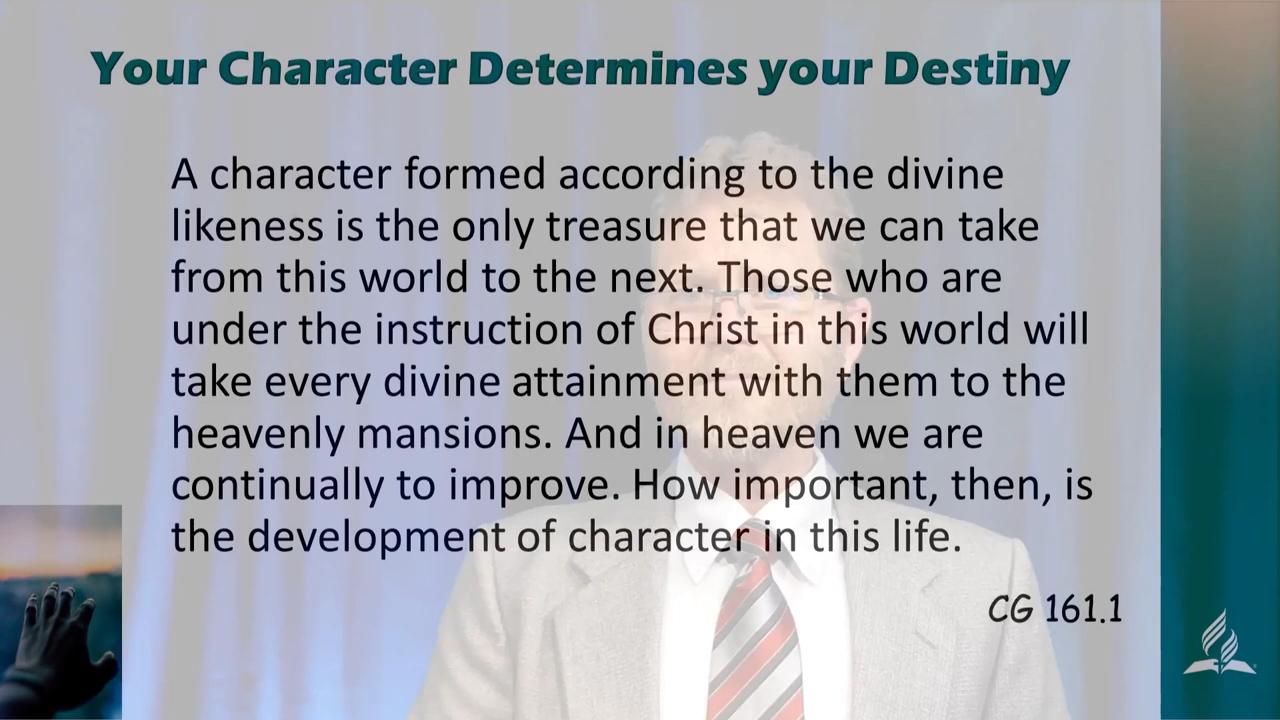 Your Character Determines your Destiny
A character formed according to the divine
likeness is the only treasure that we can take
from this world to the next. Those who are
under the instruction of Christ in this world will
take every divine attainment with them to the
heavenly mansions. And in heaven we are
continually to improve. How important, then, is
the development of character in this life.
CG 161.1